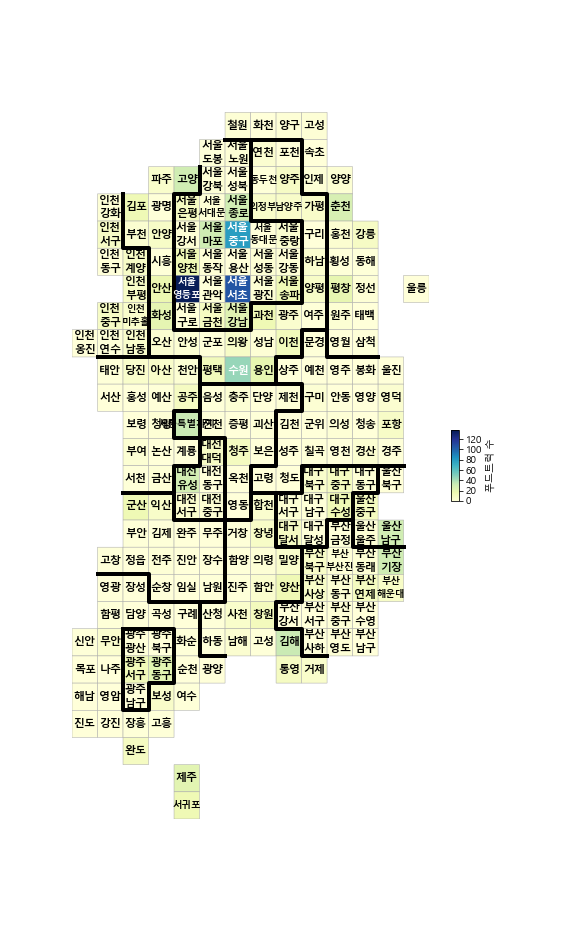 철원 화천 양구 고성
서울 도봉 서울 노원 연천 포천 속초
파주 고양 서울 강북 서울 성북 동두천 양주 인제 양양
인천 강화 김포 광명 서울 은평 서울 서대문 서울 종로 의정부 남양주 가평 춘천
인천 서구 부천 안양 서울 강서 서울 마포 서울 중구 서울 동대문 서울 중랑 구리 홍천 강릉
인천 동구 인천 계양 시흥 서울 양천 서울 동작 서울 용산 서울 성동 서울 강동 하남 횡성 동해
인천 부평 안산 서울 영등포 서울 관악 서울 서초 서울 광진 서울 송파 양평 평창 정선 울릉
인천 중구 인천 미추홀 화성 서울 구로 서울 금천 서울 강남 과천 광주 여주 원주 태백
인천 옹진 인천 연수 인천 남동 오산 안성 군포 의왕 성남 이천 문경 영월 삼척
태안 당진 아산 천안 평택 수원 용인 상주 예천 영주 봉화 울진
서산 홍성 예산 공주 음성 충주 단양 제천 구미 안동 영양 영덕
보령 증평 괴산 김천 군위 의성 청송 포항
부여 논산 계룡 대전 대덕 청주 보은 성주 칠곡 영천 경산 경주
서천 금산 대전 유성 대전 동구 옥천 고령 청도 대구 북구 대구 중구 대구 동구 울산 북구
군산 익산 대전 서구 대전 중구 영동 합천 대구 서구 대구 남구 대구 수성 울산 중구
부안 김제 완주 무주 거창 창녕 대구 달서 대구 달성 부산 금정 울산 울주 울산 남구
고창 정읍 전주 진안 장수 함양 의령 밀양 부산 북구 부산 부산진 부산 동래 부산 기장
영광 장성 순창 임실 남원 진주 함안 양산 부산 사상 부산 동구 부산 연제 부산 해운대
함평 담양 곡성 구례 산청 사천 창원 부산 강서 부산 서구 부산 중구 부산 수영
신안 무안 광주 광산 광주 북구 화순 하동 남해 고성 김해 부산 사하 부산 영도 부산 남구
목포 나주 광주 서구 광주 동구 순천 광양 통영 거제
해남 영암 광주 남구 보성 여수
진도 강진 장흥 고흥
완도
제주
서귀포
120
100
80
60
40
20
0
푸드트럭 수